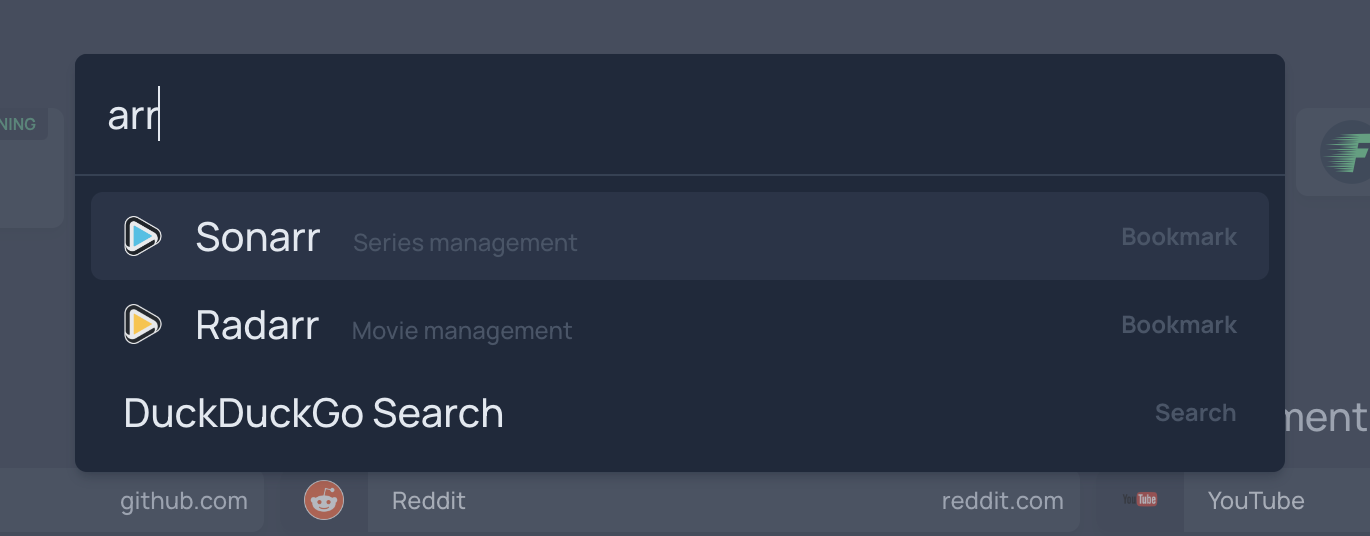 arr
NING
Sonarr Series management Bookmark
Radarr Movie management Bookmark
DuckDuckGo Search Search
ment
github.com Reddit reddit.com YouTube YouTube